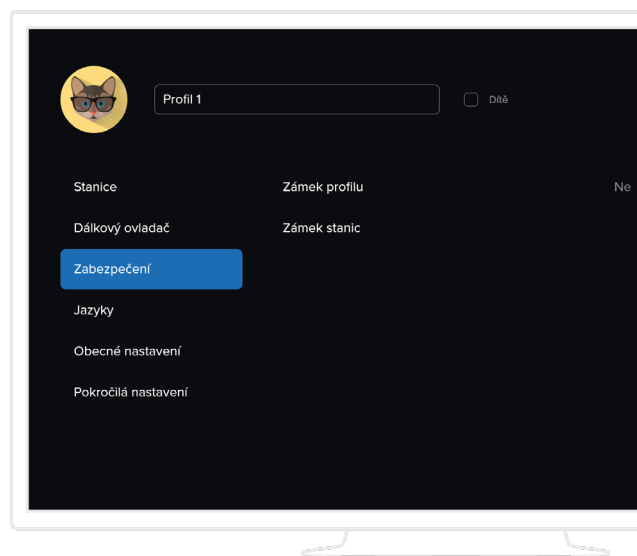 Profil 1
Dítě
Stanice
Zámek profilu
Ne
Dálkový ovladač
Zámek stanic
Zabezpečení
Jazyky
Obecné nastavení
Pokročilá nastavení